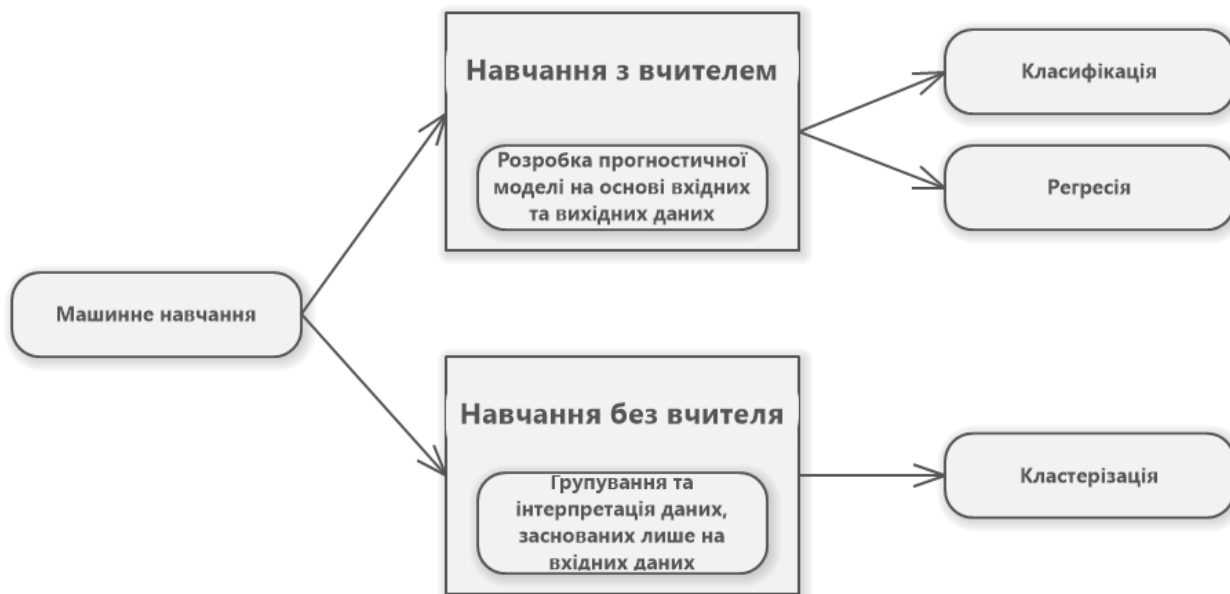 Навчання з вчителем
Розробка прогностичної
моделі на основі вхідних
та вихідних даних
Класифікація
Регресія
Машинне навчання
Навчання без вчителя
Групування та
інтерпретація даних,
заснованих лише на
вхідних даних
Кластерізація